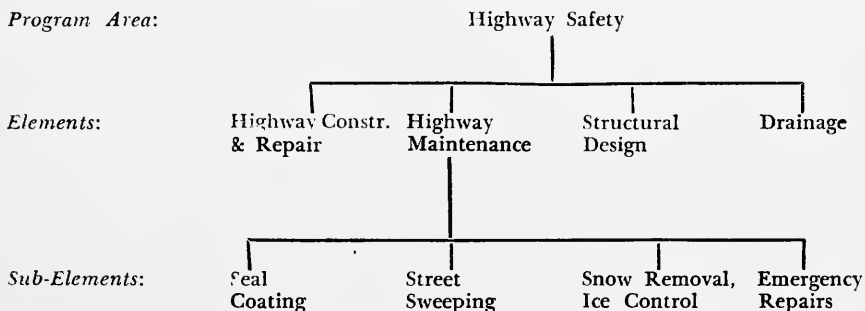 Program Area: Highway Safety
Elements: Highway Constr. Highway Structural Drainage
& Repair Maintenance Design
Sub-Elements: Seal Street Snow Removal, Emergency
Coating Sweeping Ice Control Repairs